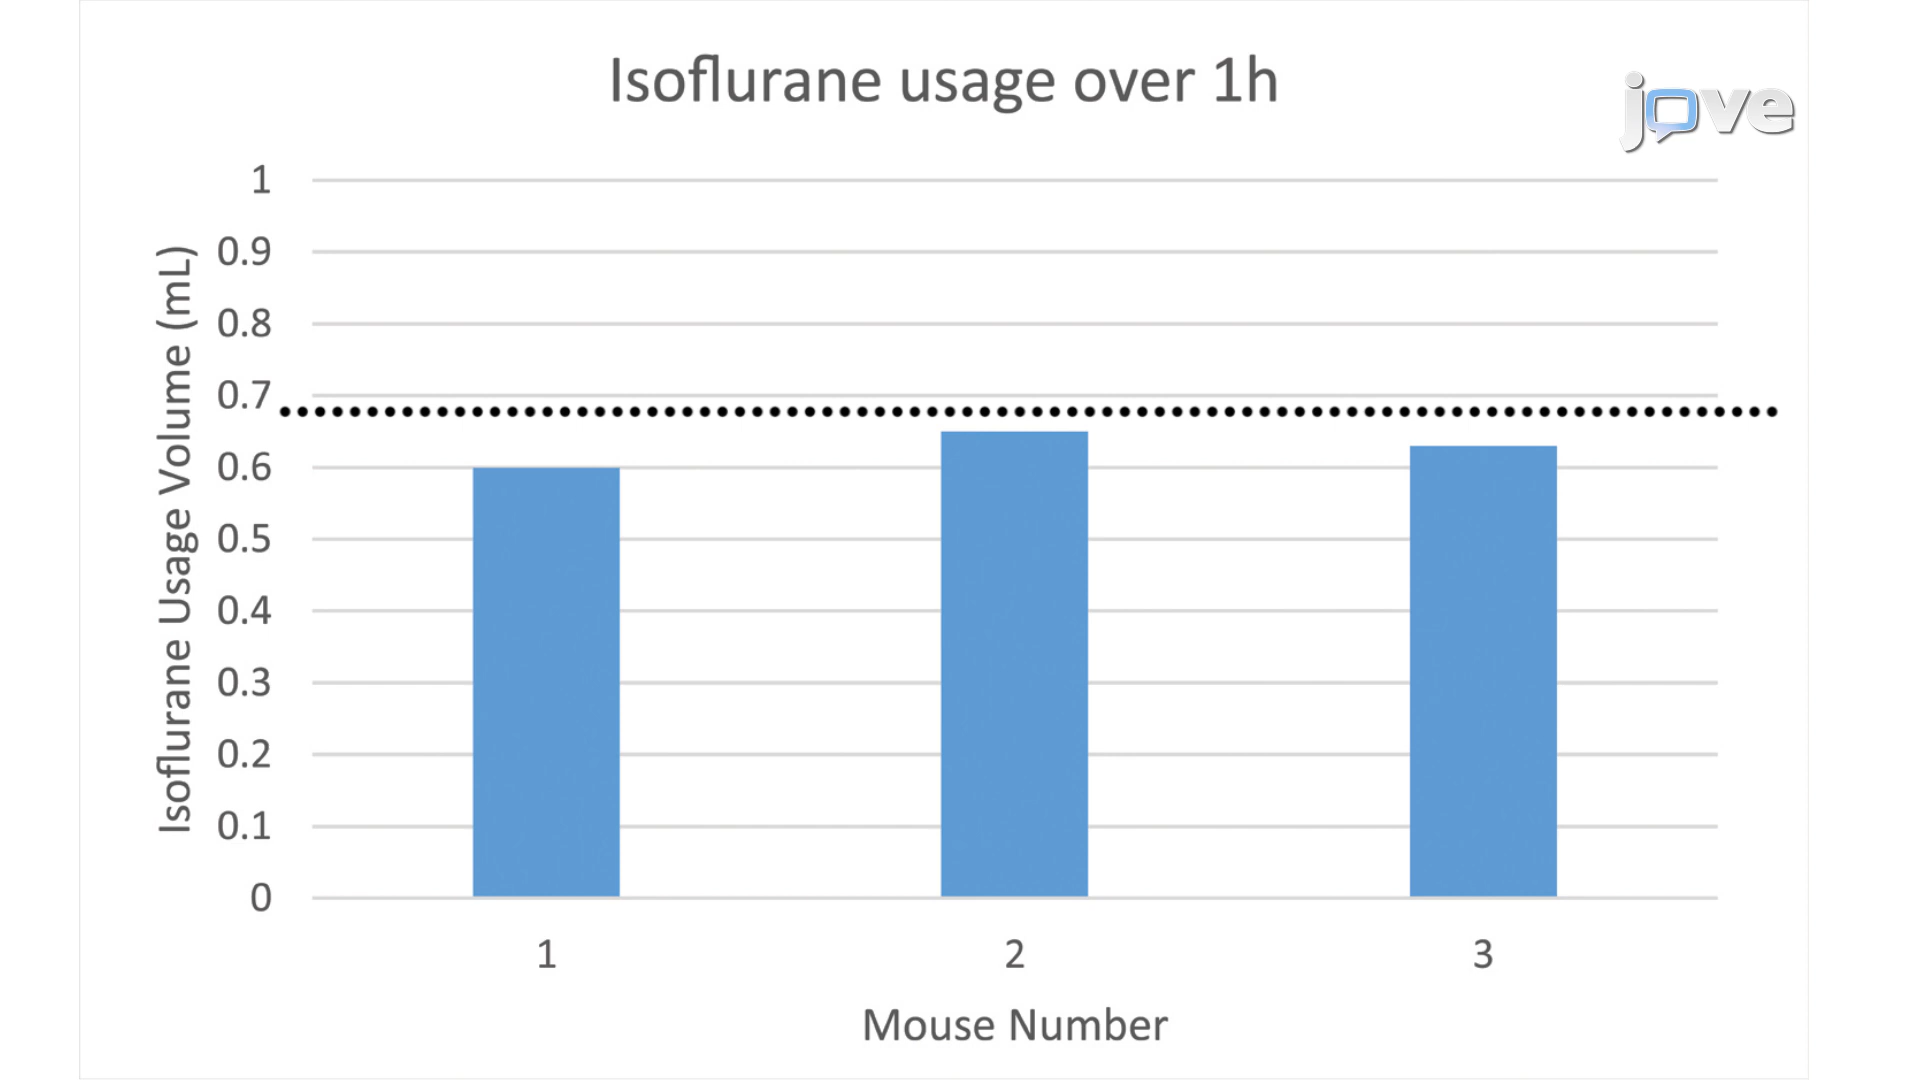 Isoflurane usage over 1h
jove
Isoflurane Usage Volume (mL)
1
0.9
0.8
0.7
0.6
0.5
0.4
0.3
0.2
0.1
0
1 2 3
Mouse Number